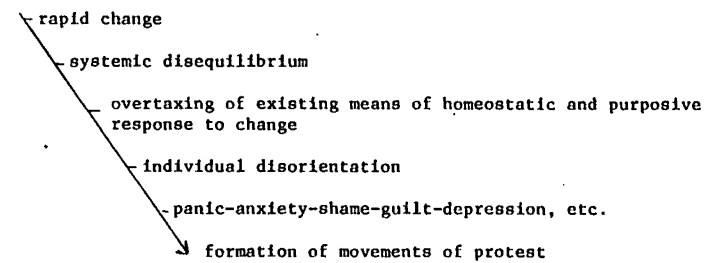 rapid change
systemic disequilibrium
overtaxing of existing means of homeostatic and purposive
response to change
individual disorientation
panic-anxiety-shame-guilt-depression, etc.
formation of movements of protest